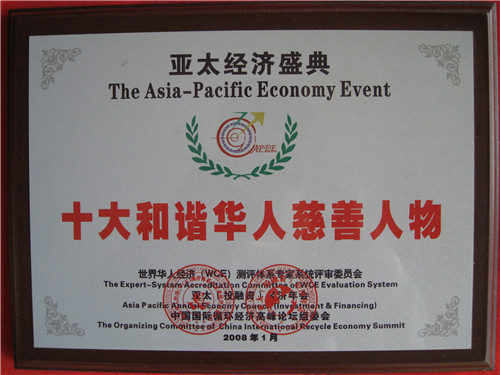 亚太经济盛典
The Asia-Pacific Economy Event
APEE
十大和谐华人慈善人物
世界华人经济（WCE）测评体系专家系统评审委员会
The Expert-System Accreditation Committee of WCE Evaluation System
亚太 投融资 济年会
Asia Pacific Annual Economy Council (Investment & Financing)
中国国际循环经济高峰论坛组委会
The Organizing Committee of China International Recycle Economy Summit
2008年1月